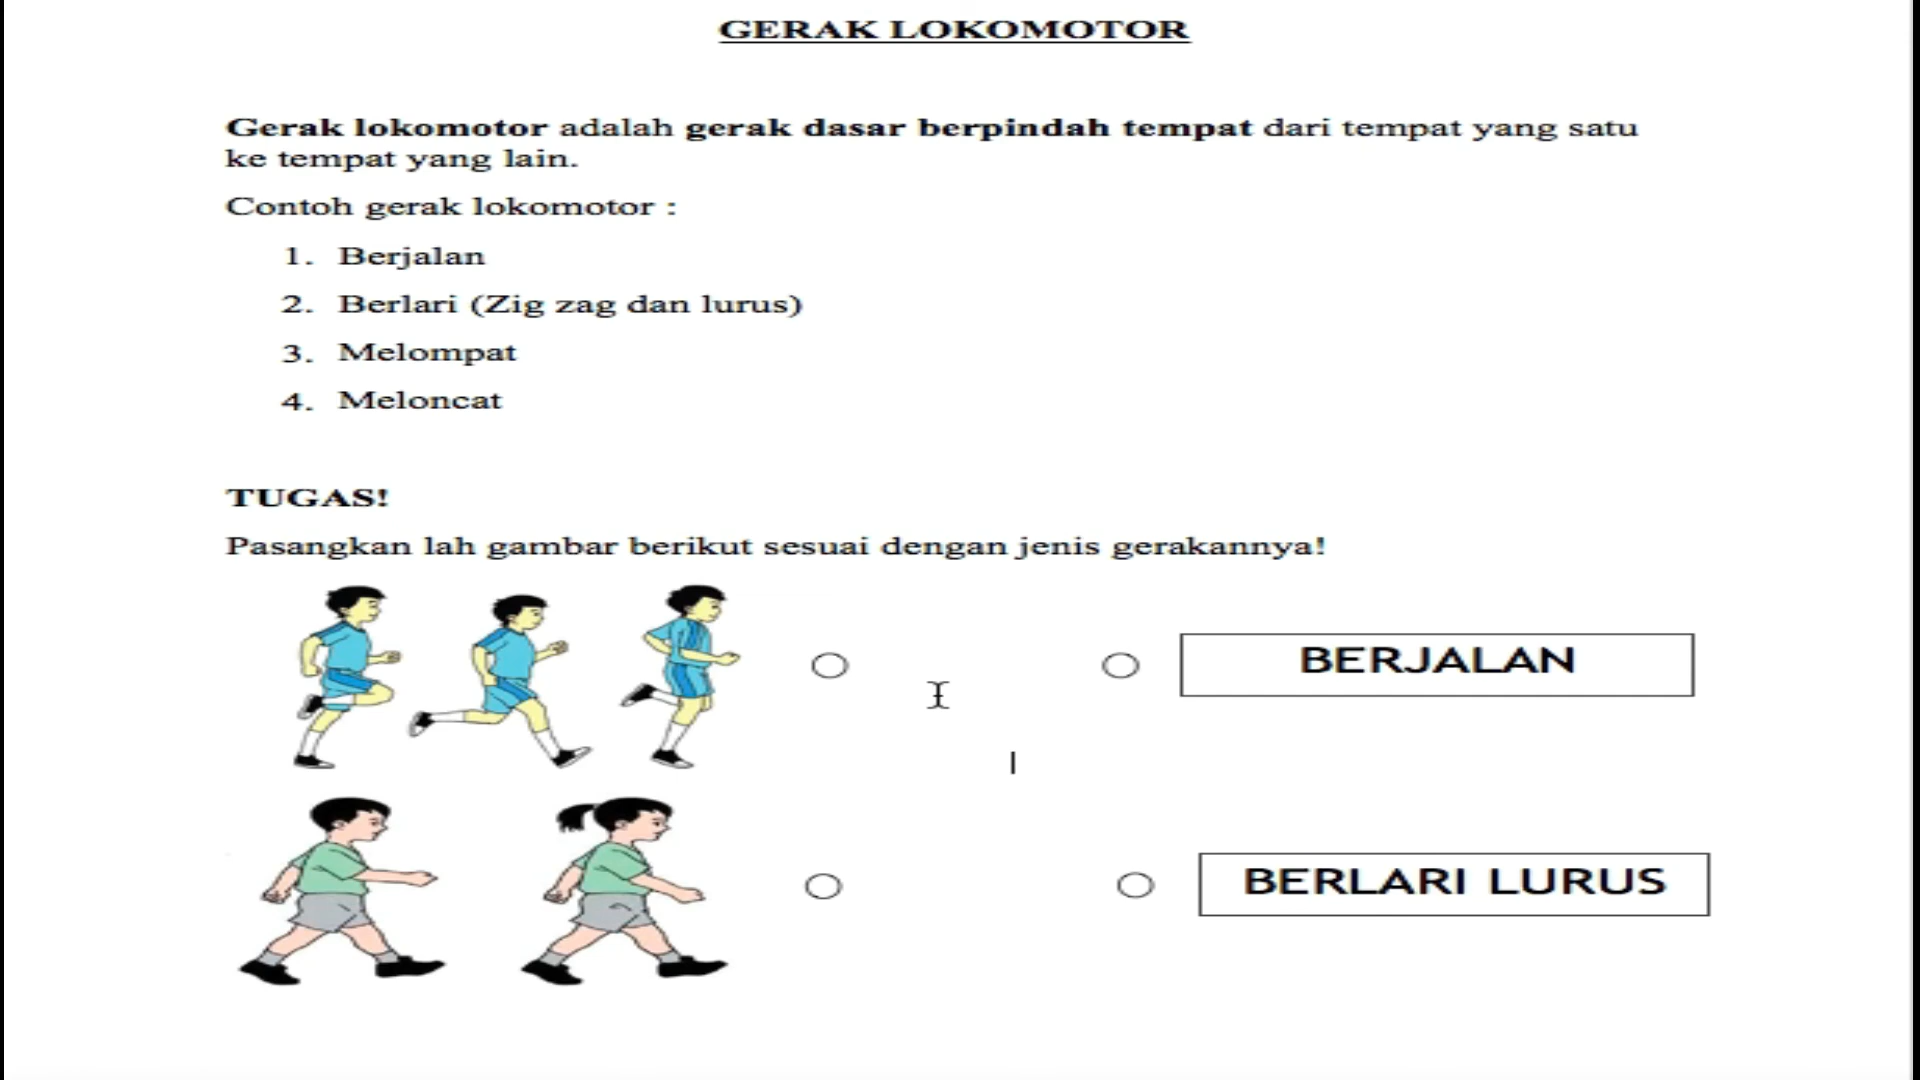 GERAK LOKOMOTOR
Gerak lokomotor adalah gerak dasar berpindah tempat dari tempat yang satu
ke tempat yang lain.
Contoh gerak lokomotor :
1. Berjalan
2. Berlari (Zig zag dan lurus)
3. Melompat
4. Meloncat
TUGAS!
Pasangkan lah gambar berikut sesuai dengan jenis gerakannya!
BERJALAN
BERLARI LURUS